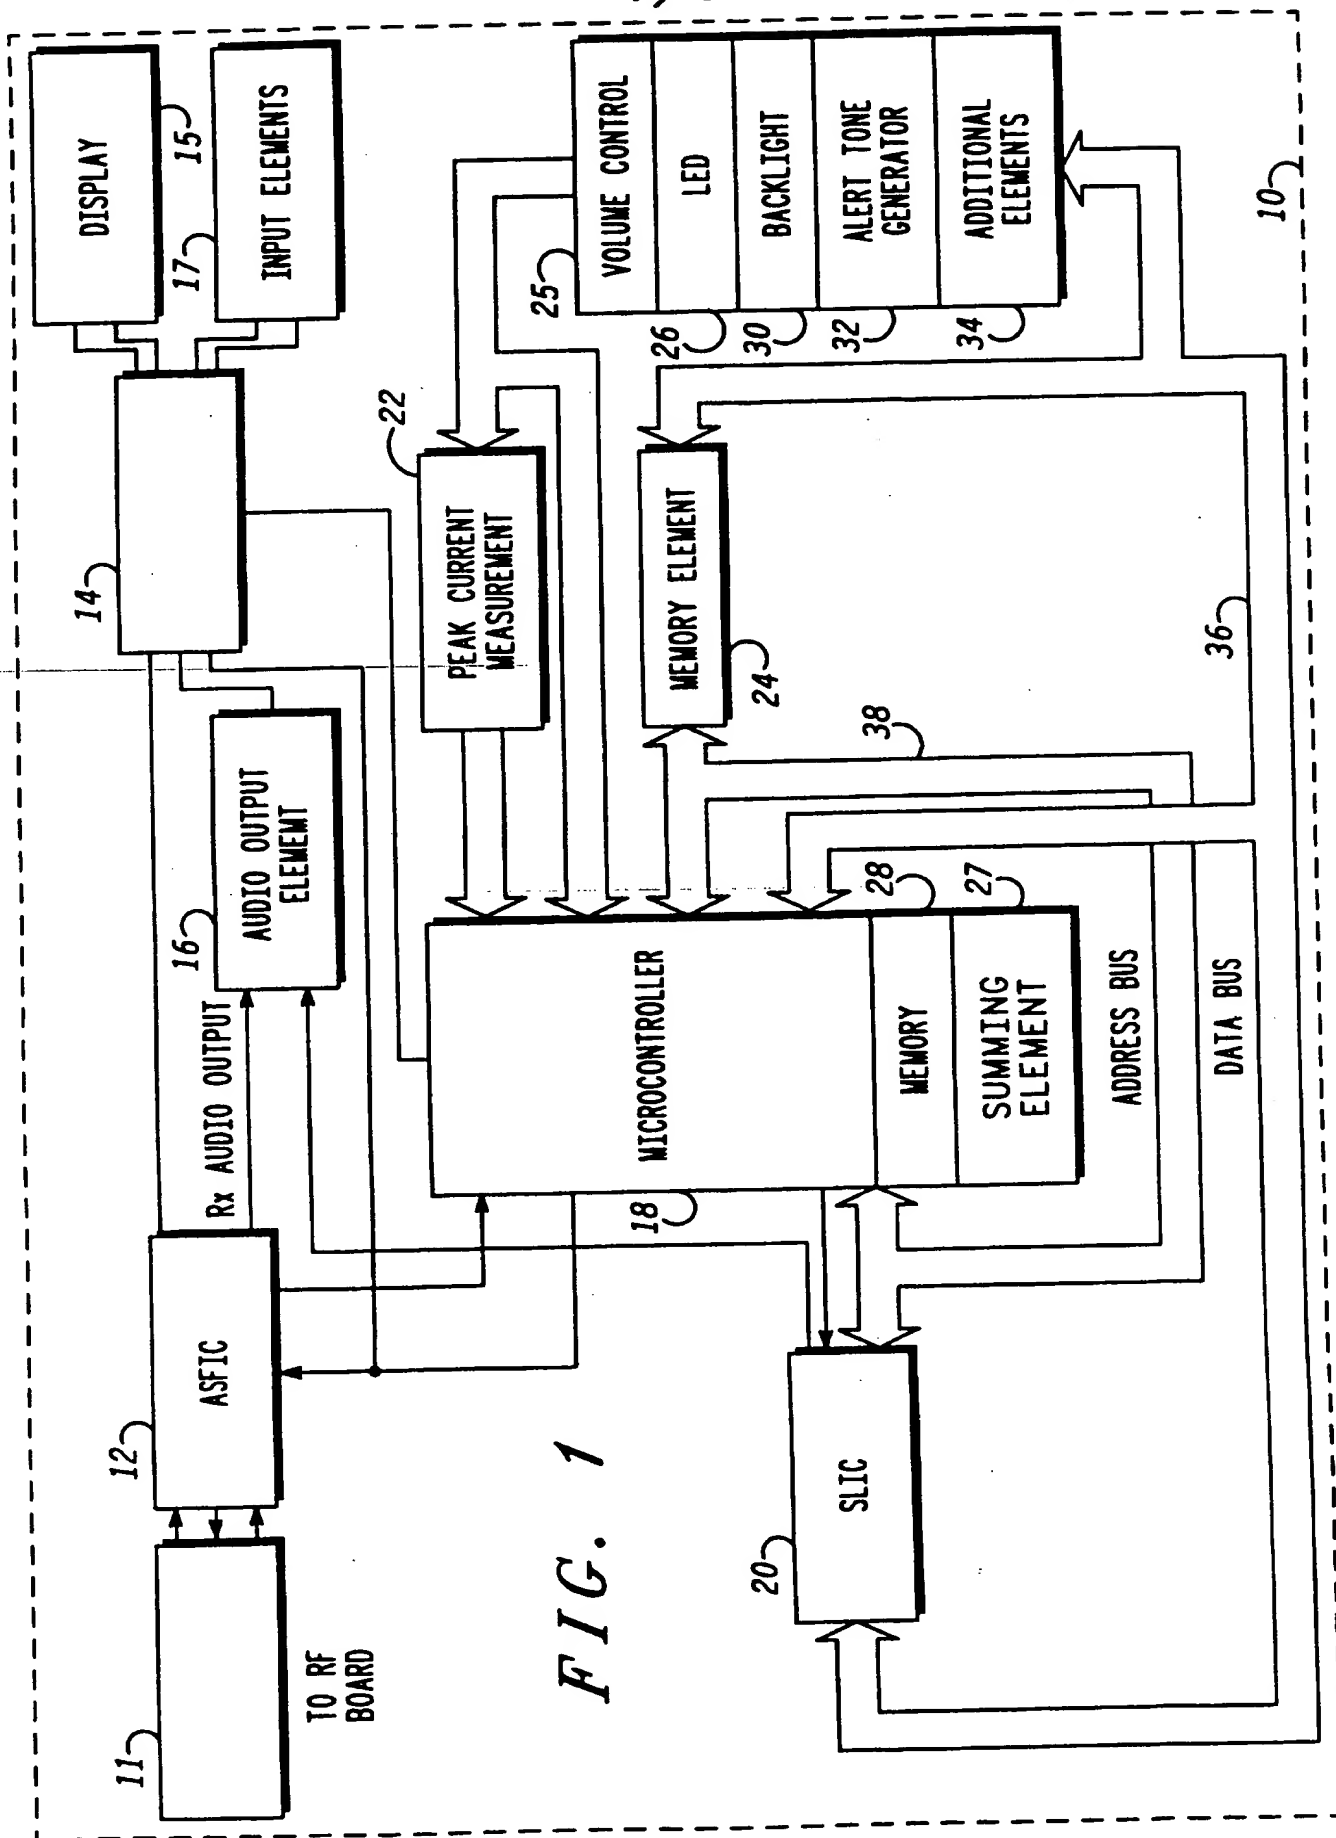 11
TO RF
BOARD
12
ASFIC
Rx AUDIO OUTPUT
16
AUDIO OUTPUT
ELEMEMT
14
DISPLAY
15
17
INPUT ELEMENTS
22
PEAK CURRENT
MEASUREMENT
18
MICROCONTROLLER
28
MEMORY
27
SUMMING
ELEMENT
MEMORY ELEMENT
24
25
VOLUME CONTROL
26
LED
30
BACKLIGHT
32
ALERT TONE
GENERATOR
34
ADDITIONAL
ELEMENTS
20
SLIC
38
36
ADDRESS BUS
DATA BUS
10
FIG. 1